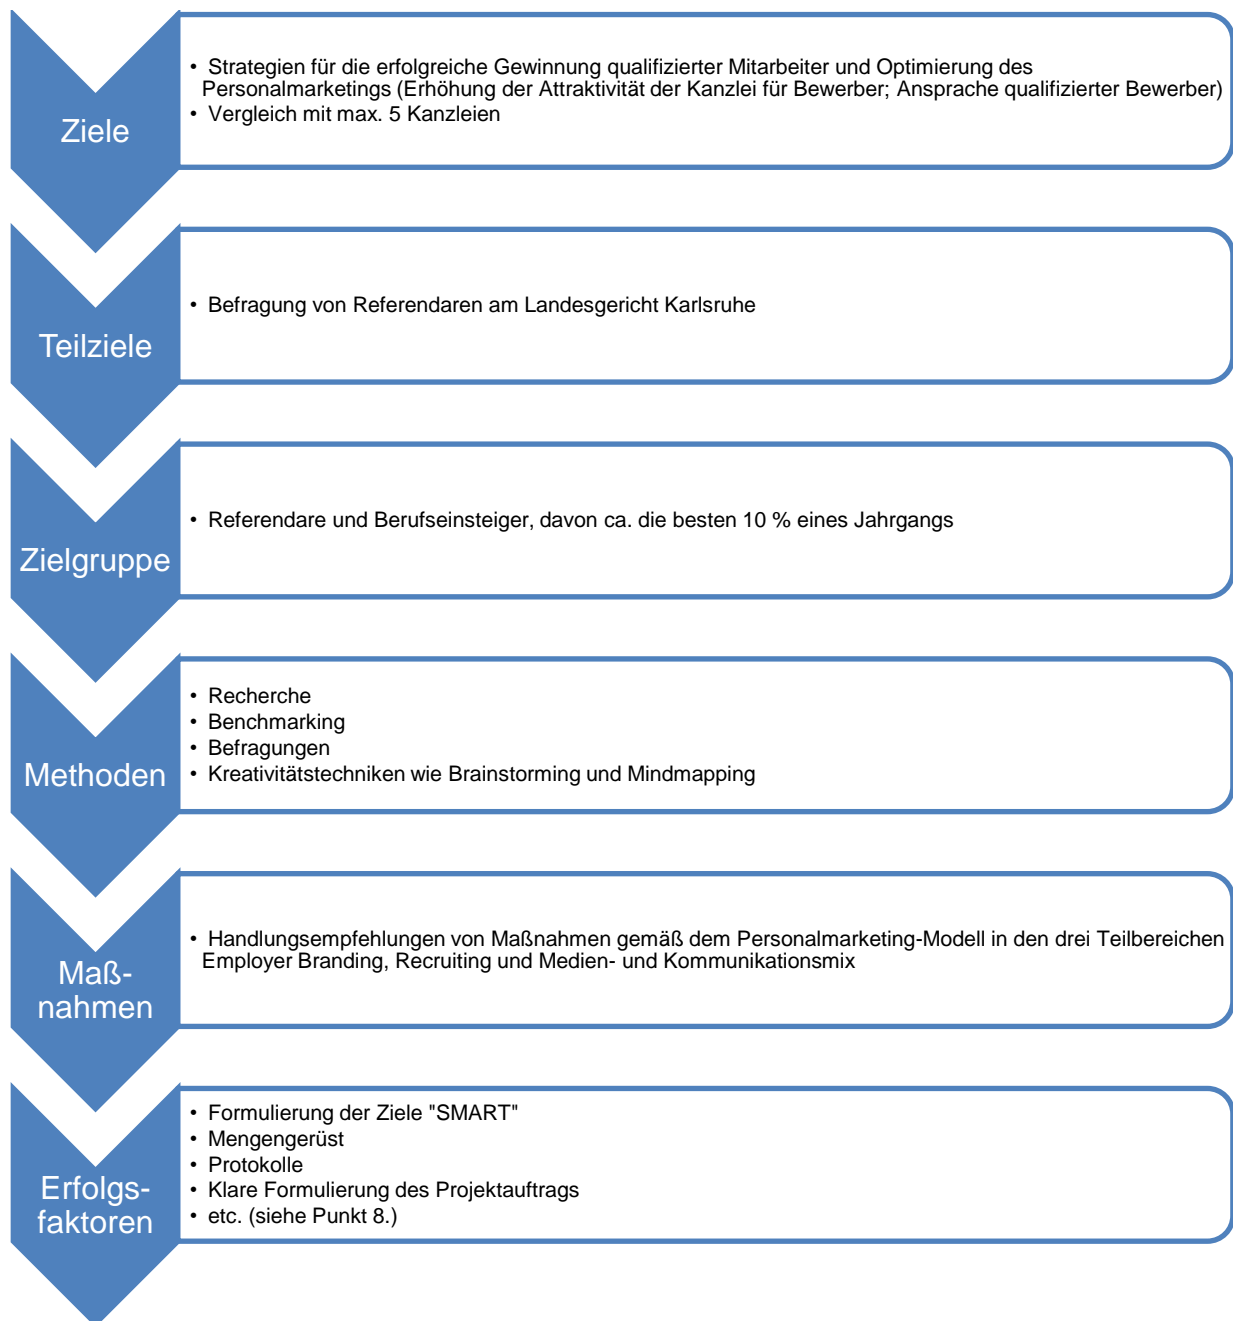 Ziele
• Strategien für die erfolgreiche Gewinnung qualifizierter Mitarbeiter und Optimierung des
Personalmarketings (Erhöhung der Attraktivität der Kanzlei für Bewerber; Ansprache qualifizierter Bewerber)
• Vergleich mit max. 5 Kanzleien
Teilziele
• Befragung von Referendaren am Landesgericht Karlsruhe
Zielgruppe
• Referendare und Berufseinsteiger, davon ca. die besten 10 % eines Jahrgangs
Methoden
• Recherche
• Benchmarking
• Befragungen
• Kreativitätstechniken wie Brainstorming und Mindmapping
Maß-
nahmen
• Handlungsempfehlungen von Maßnahmen gemäß dem Personalmarketing-Modell in den drei Teilbereichen
Employer Branding, Recruiting und Medien- und Kommunikationsmix
Erfolgs-
faktoren
• Formulierung der Ziele "SMART"
• Mengengerüst
• Protokolle
• Klare Formulierung des Projektauftrags
• etc. (siehe Punkt 8.)